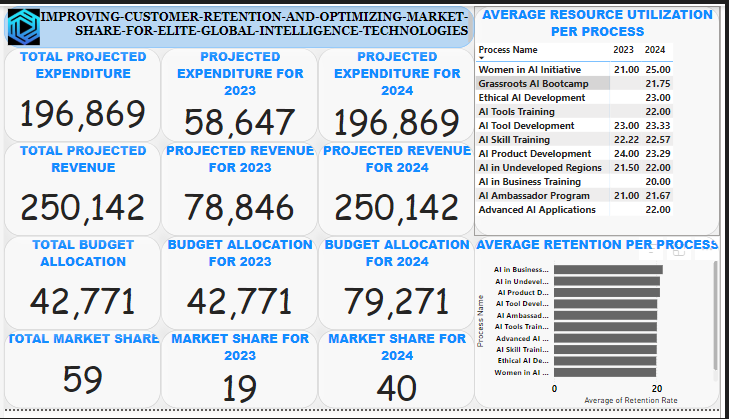 IMPROVING-CUSTOMER-RETENTION-AND-OPTIMIZING-MARKET-
SHARE-FOR-ELITE-GLOBAL-INTELLIGENCE-TECHNOLOGIES
TOTAL PROJECTED
EXPENDITURE
196,869
PROJECTED
EXPENDITURE FOR
2023
58,647
PROJECTED
EXPENDITURE FOR
2024
196,869
TOTAL PROJECTED
REVENUE
250,142
PROJECTED REVENUE
FOR 2023
78,846
PROJECTED REVENUE
FOR 2024
250,142
TOTAL BUDGET
ALLOCATION
42,771
BUDGET ALLOCATION
FOR 2023
42,771
BUDGET ALLOCATION
FOR 2024
79,271
TOTAL MARKET SHARE
59
MARKET SHARE FOR
2023
19
MARKET SHARE FOR
2024
40
AVERAGE RESOURCE UTILIZATION
PER PROCESS
Process Name 2023 2024
Women in AI Initiative 21.00 25.00
Grassroots AI Bootcamp 21.75
Ethical AI Development 23.00
AI Tools Training 22.00
AI Tool Development 23.00 23.33
AI Skill Training 22.22 22.57
AI Product Development 24.00 23.29
AI in Undeveloped Regions 21.50 22.00
AI in Business Training 20.00
AI Ambassador Program 21.00 21.67
Advanced AI Applications 22.00
AVERAGE RETENTION PER PROCESS
Process Name
AI in Business...
AI in Undevel...
AI Product D...
AI Tool Devel...
AI Ambassad...
AI Tools Train...
Advanced AI ...
AI Skill Traini...
Ethical AI De...
Women in AI ...
0 20
Average of Retention Rate